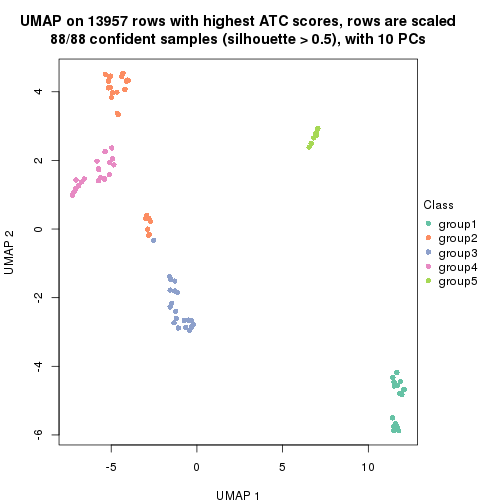 UMAP on 13957 rows with highest ATC scores, rows are scaled
88/88 confident samples (silhouette > 0.5), with 10 PCs
4
2
0
-2
-4
-6
UMAP 2
-5
0
5
10
UMAP 1
Class
group1
group2
group3
group4
group5